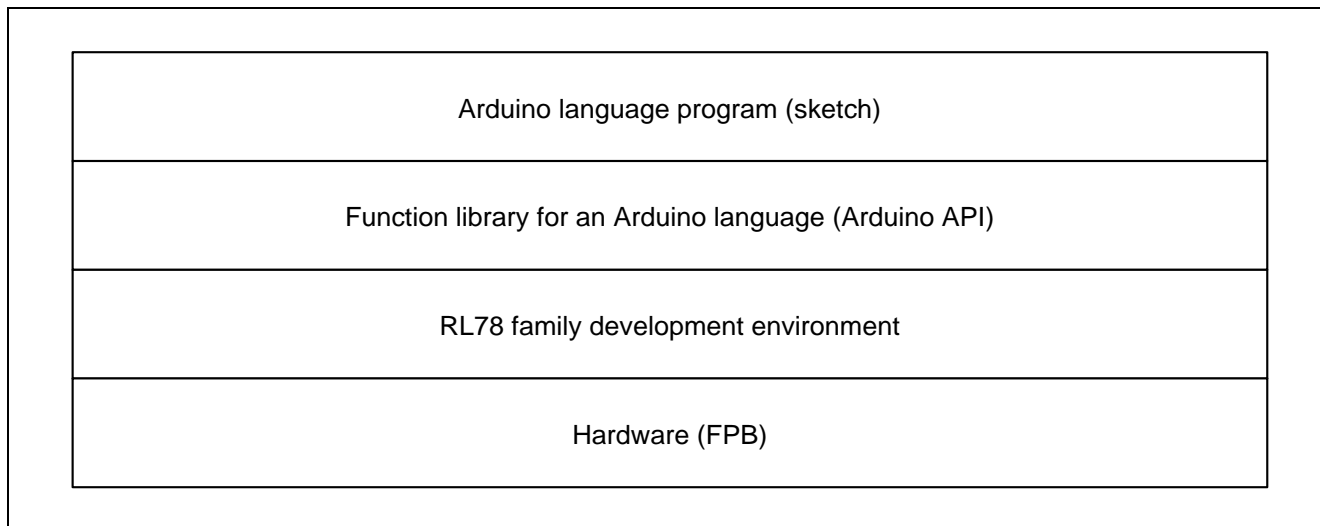 Arduino language program (sketch)
Function library for an Arduino language (Arduino API)
RL78 family development environment
Hardware (FPB)